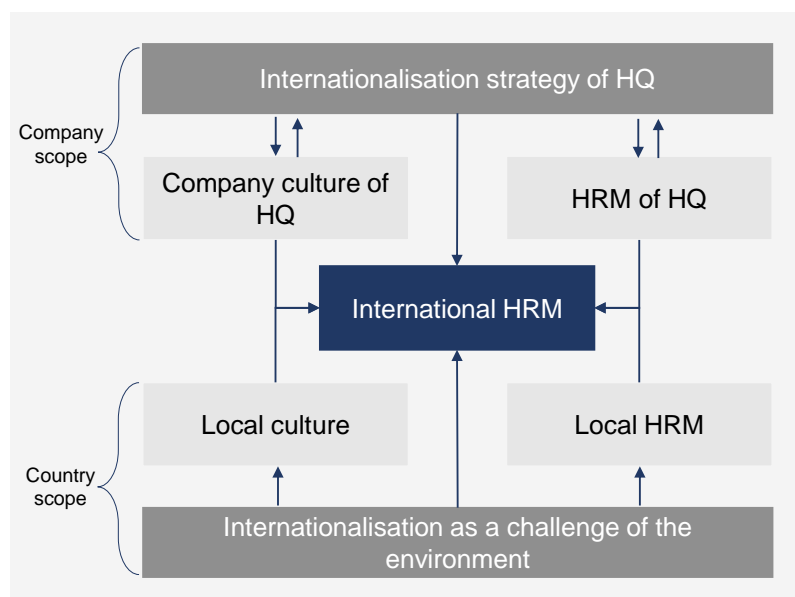 Internationalisation strategy of HQ
Company
scope
Company culture of
HQ
HRM of HQ
International HRM
Local culture
Local HRM
Country
scope
Internationalisation as a challenge of the
environment